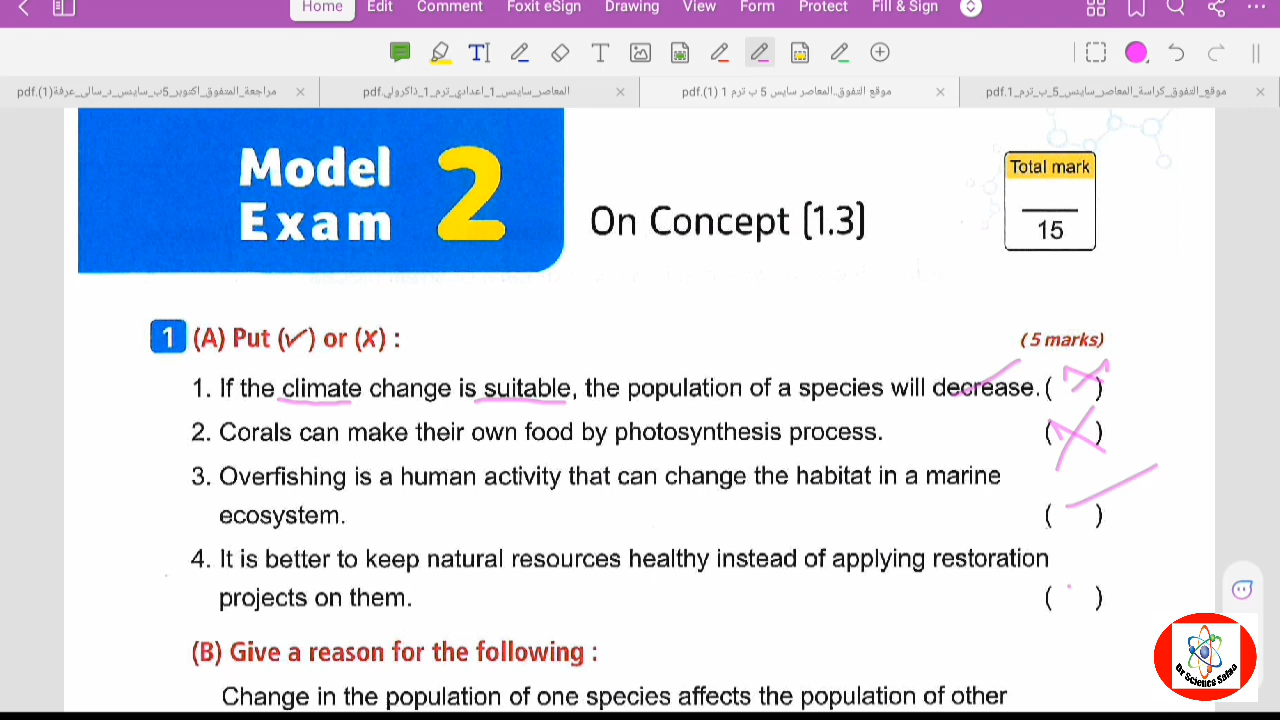 Home Edit Comment Foxit eSign Drawing View Form Protect Fill & Sign
مراجعة_المتفوق_اكتوبر_5ب_ساينس_د_سالي_عرفة(1).pdf
المعاصر_ساينس_1_اعدادي_ترم_1_ذاكرولي.pdf
موقع التفوق..المعاصر سايس 5 ب ترم 1 (1).pdf
موقع_التفوق_كراسة_المعاصر_ساينس_5_ب_ترم_1.pdf
Model
Exam 2
On Concept (1.3)
Total mark
15
1 (A) Put (✓) or (x) :
(5 marks)
1. If the climate change is suitable, the population of a species will decrease. ( x )
2. Corals can make their own food by photosynthesis process. ( x )
3. Overfishing is a human activity that can change the habitat in a marine
ecosystem. ( ✓ )
4. It is better to keep natural resources healthy instead of applying restoration
projects on them. ( )
(B) Give a reason for the following :
Change in the population of one species affects the population of other